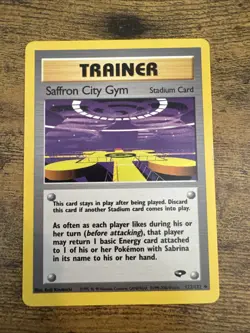 TRAINER
Saffron City Gym Stadium Card
This card stays in play after being played. Discard
this card if another Stadium card comes into play.
As often as each player likes during his or
her turn (before attacking), that player
may return 1 basic Energy card attached
to 1 of his or her Pokémon with Sabrina
in its name to his or her hand.